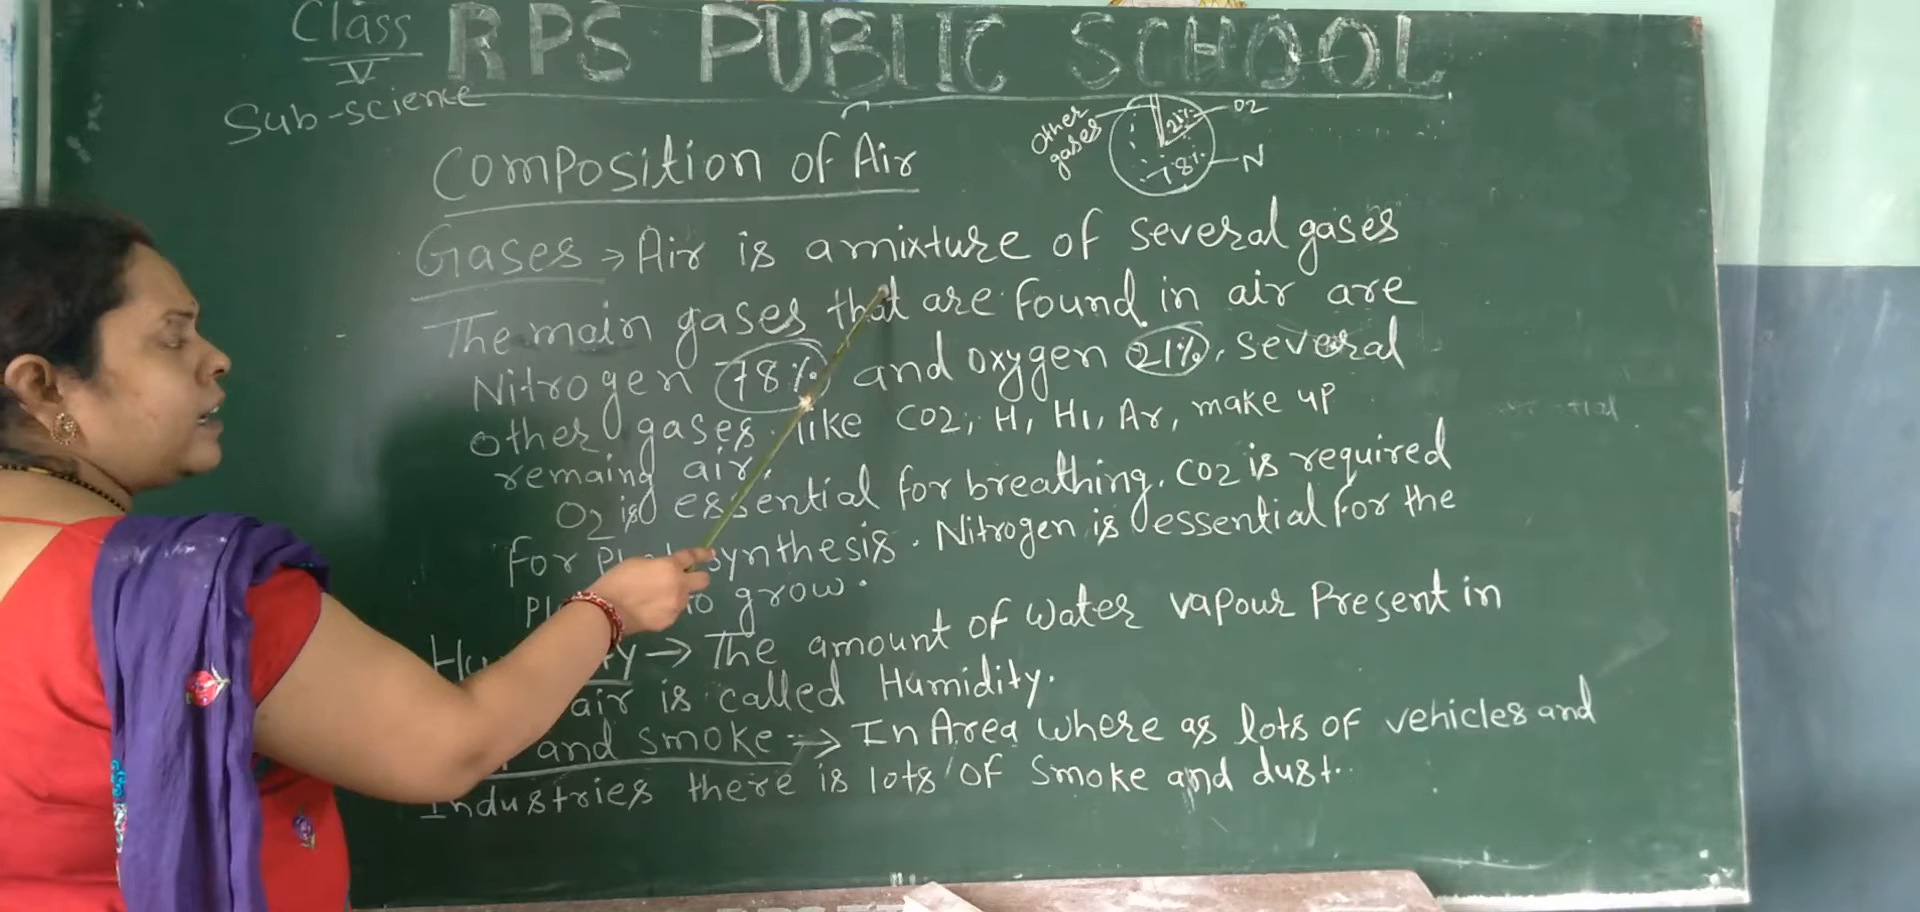 Class
V
RPS PUBLIC SCHOOL
Sub-science
Composition of Air
Other gases
21%
O2
78%
N
Gases → Air is a mixture of several gases
The main gases that are found in air are
Nitrogen 78% and oxygen 21%. several
other gases like CO2, H, H1, Ar, make up
remaing air.
O2 is essential for breathing. CO2 is required
for synthesis. Nitrogen is essential for the
to grow.
→ The amount of water vapour Present in
air is called Humidity.
and smoke → In Area where as lots of vehicles and
Industries there is lots of smoke and dust.